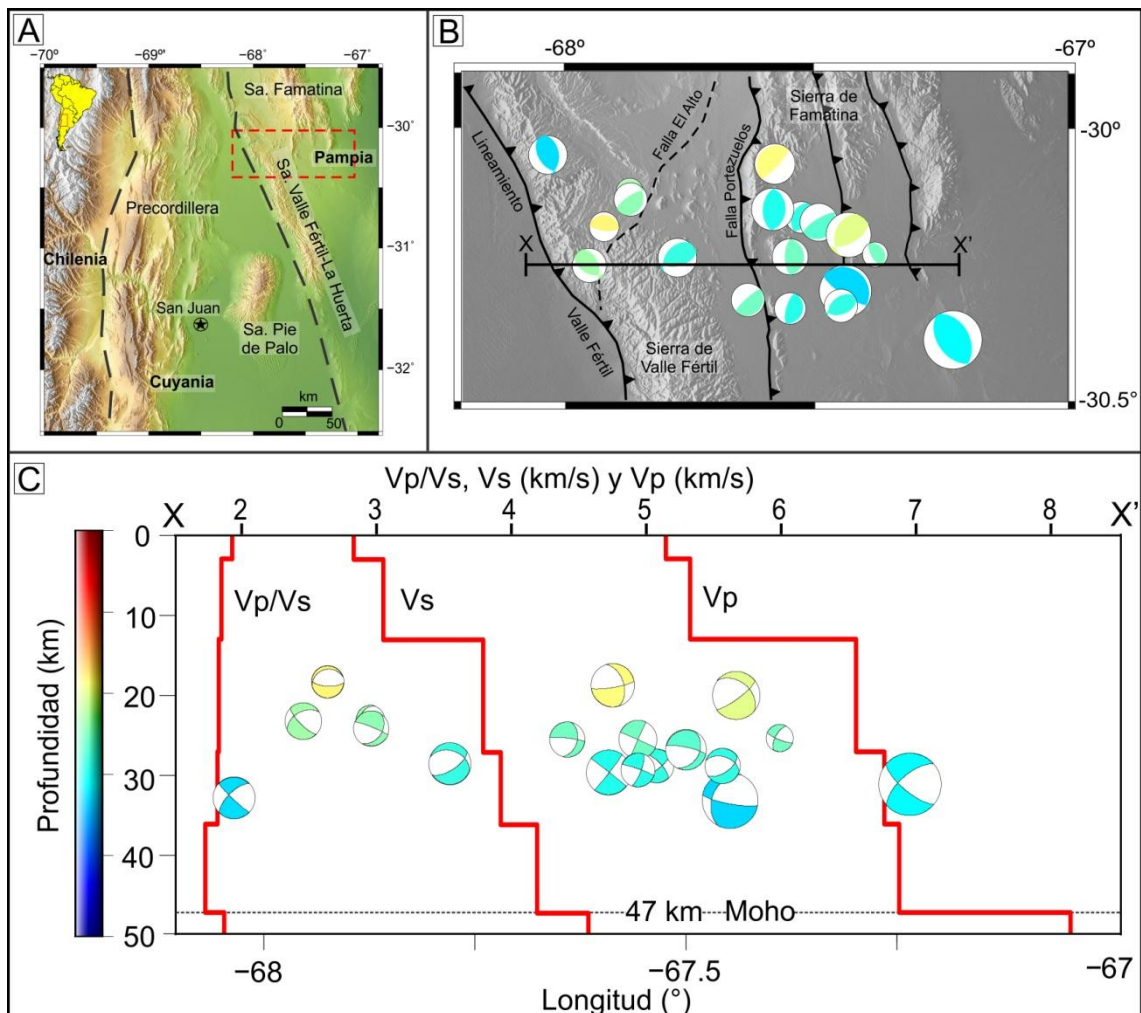 A
−70° −69° −68° −67°
Sa. Famatina
−30°
Pampia
Sa. Valle Fértil-La Huerta
Precordillera
−31°
Chilenia
San Juan
Sa. Pie
de Palo
−32°
Cuyania
km
0 50
B
-68° -67°
-30°
Sierra de
Famatina
Falla El Alto
Lineamiento
Falla Portezuelos
X X'
Valle Fértil
Sierra de
Valle Fértil
-30.5°
C
Vp/Vs, Vs (km/s) y Vp (km/s)
X 2 3 4 5 6 7 8 X'
0
Vp/Vs Vs Vp
10
20
30
40
47 km Moho
50
Profundidad (km)
−68 −67.5 −67
Longitud (°)